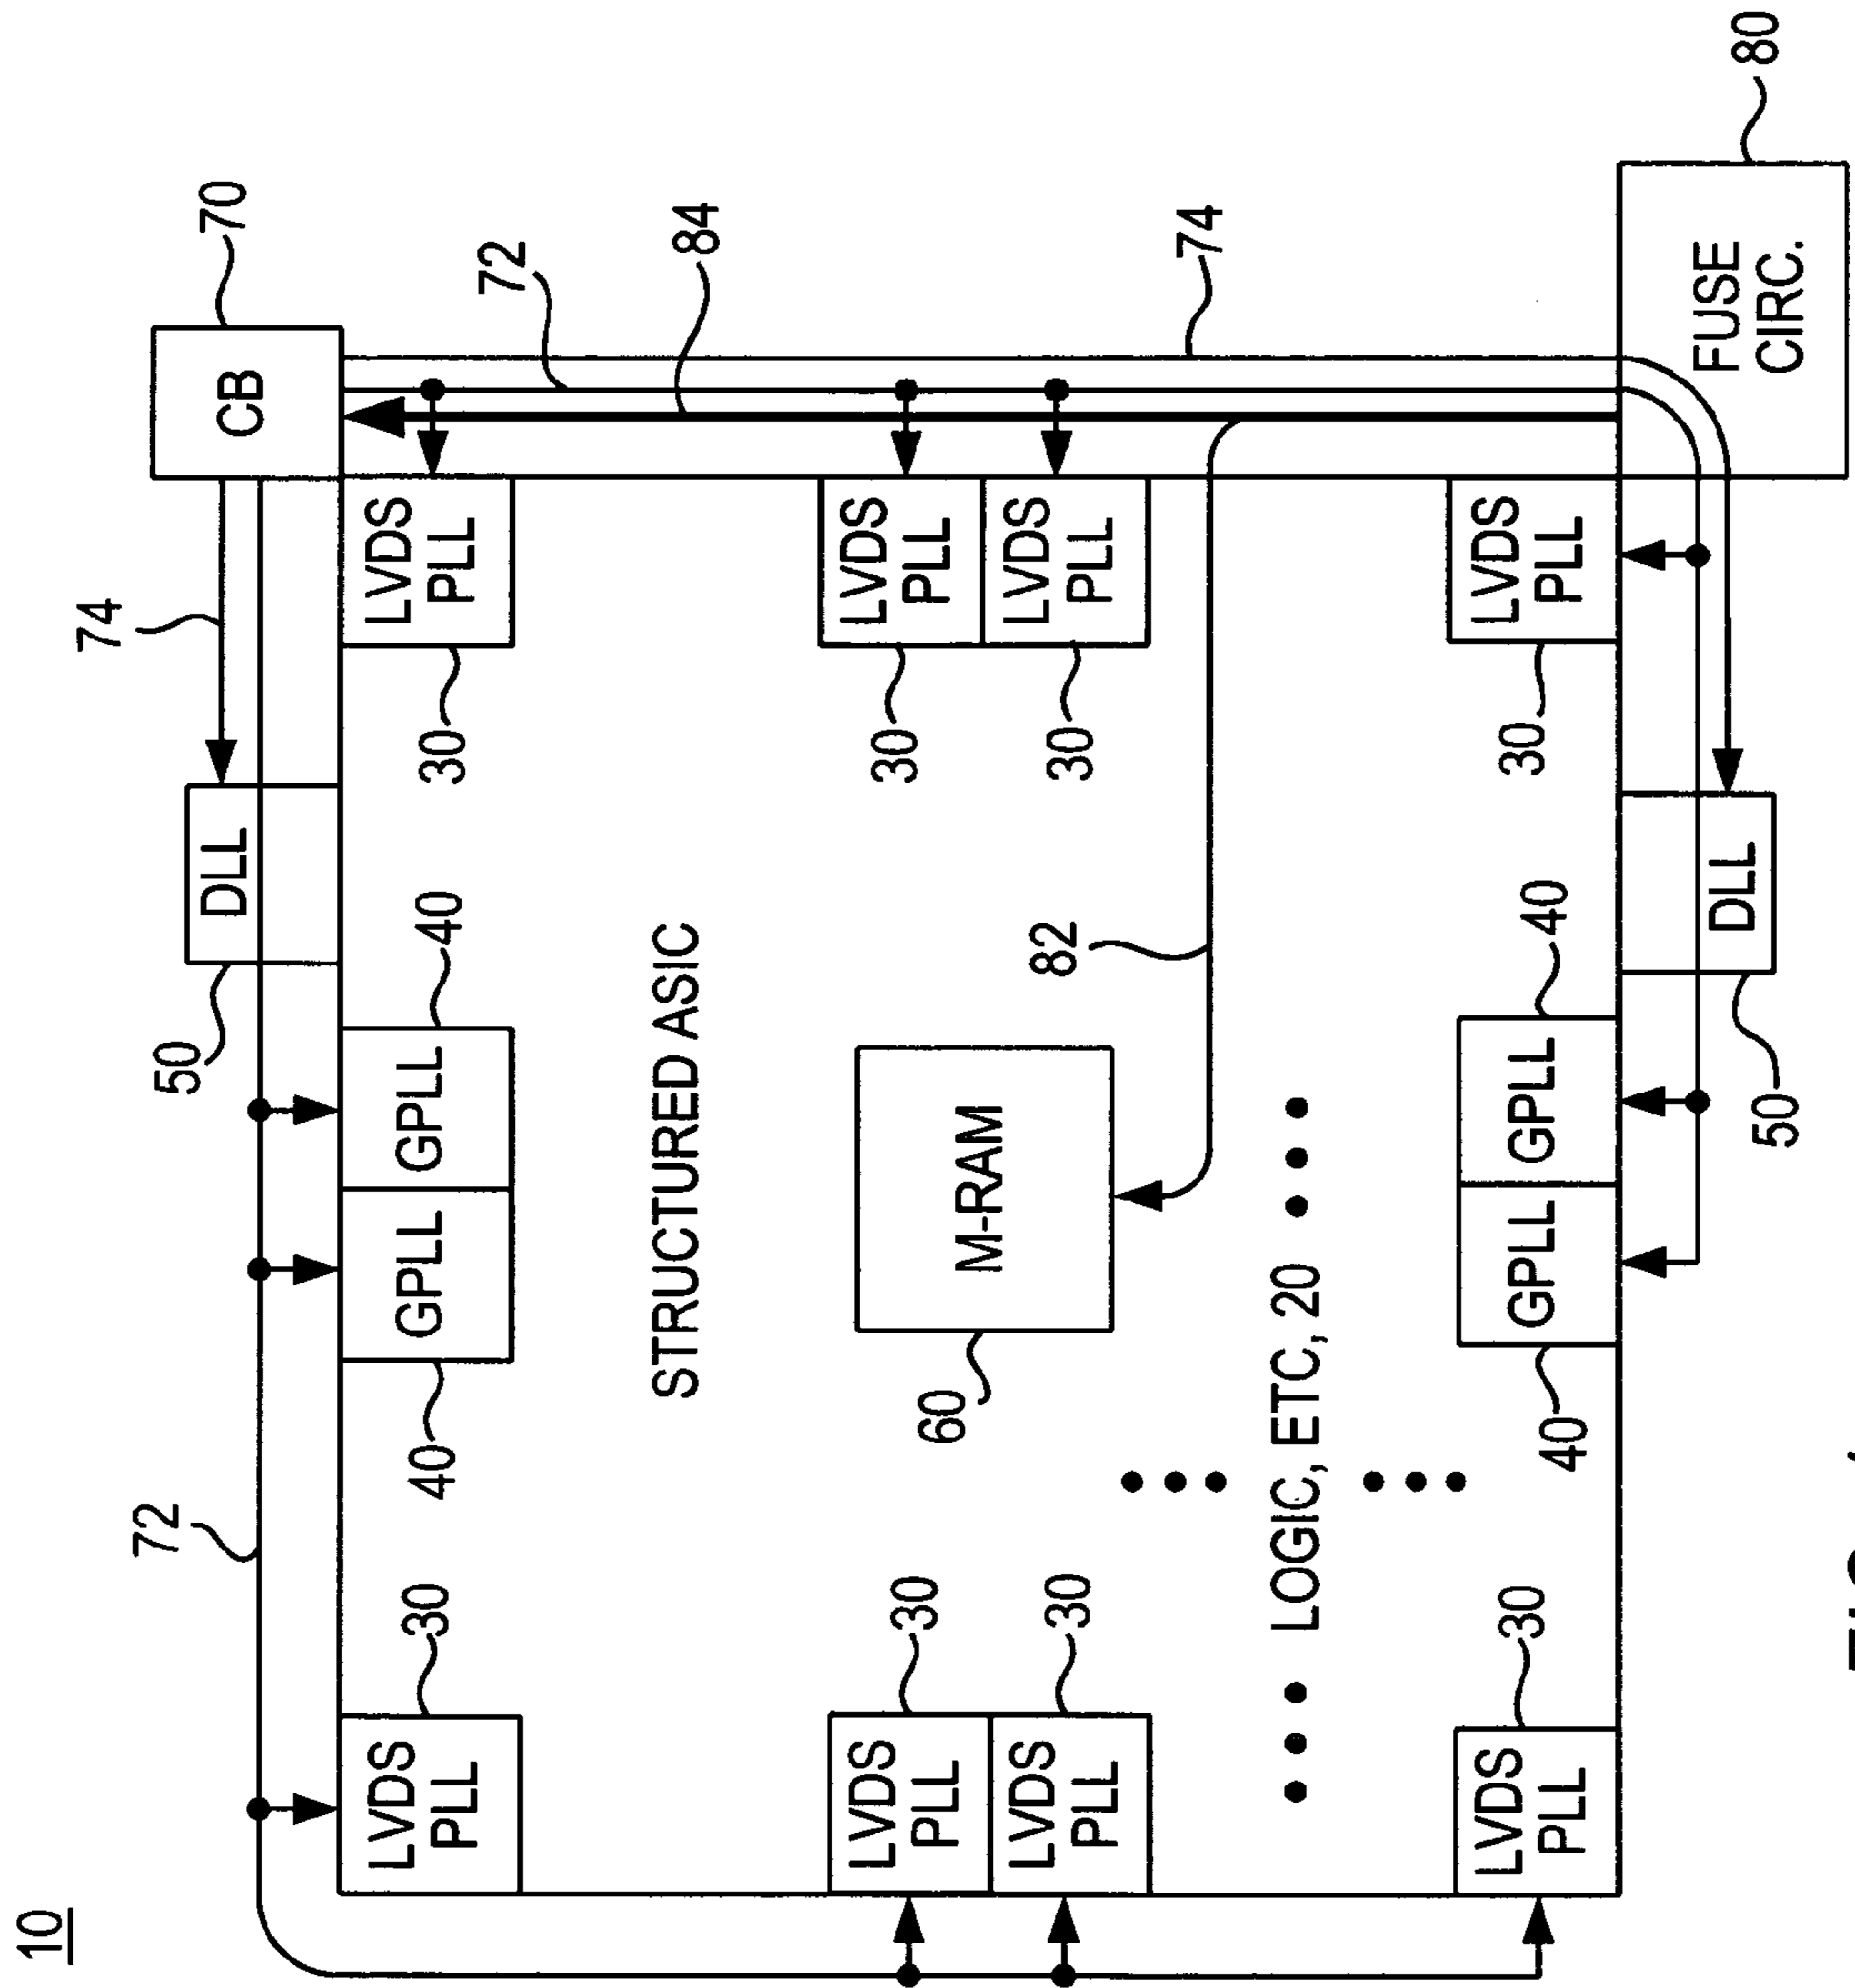 10
72
50
74
70
DLL
CB
LVDS
PLL
30
40
GPLL
GPLL
40
30
LVDS
PLL
72
84
STRUCTURED ASIC
LVDS
PLL
30
LVDS
PLL
30
60
M-RAM
82
30
LVDS
PLL
30
LVDS
PLL
74
LOGIC, ETC, 20
LVDS
PLL
30
40
GPLL
GPLL
40
30
LVDS
PLL
50
DLL
FUSE
CIRC.
80